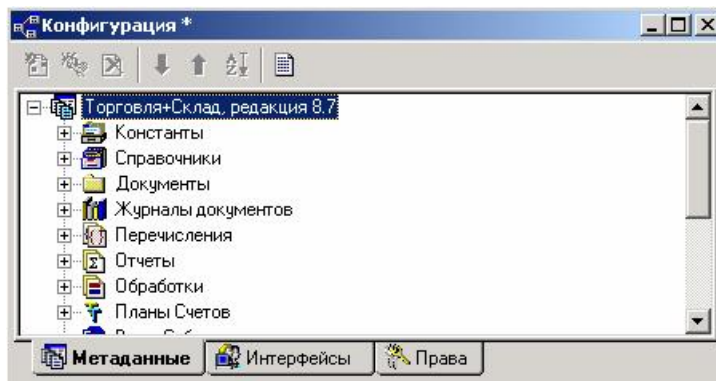 Конфигурация *
Торговля+Склад, редакция 8.7
Константы
Справочники
Документы
Журналы документов
Перечисления
Отчеты
Обработки
Планы Счетов
Метаданные Интерфейсы Права